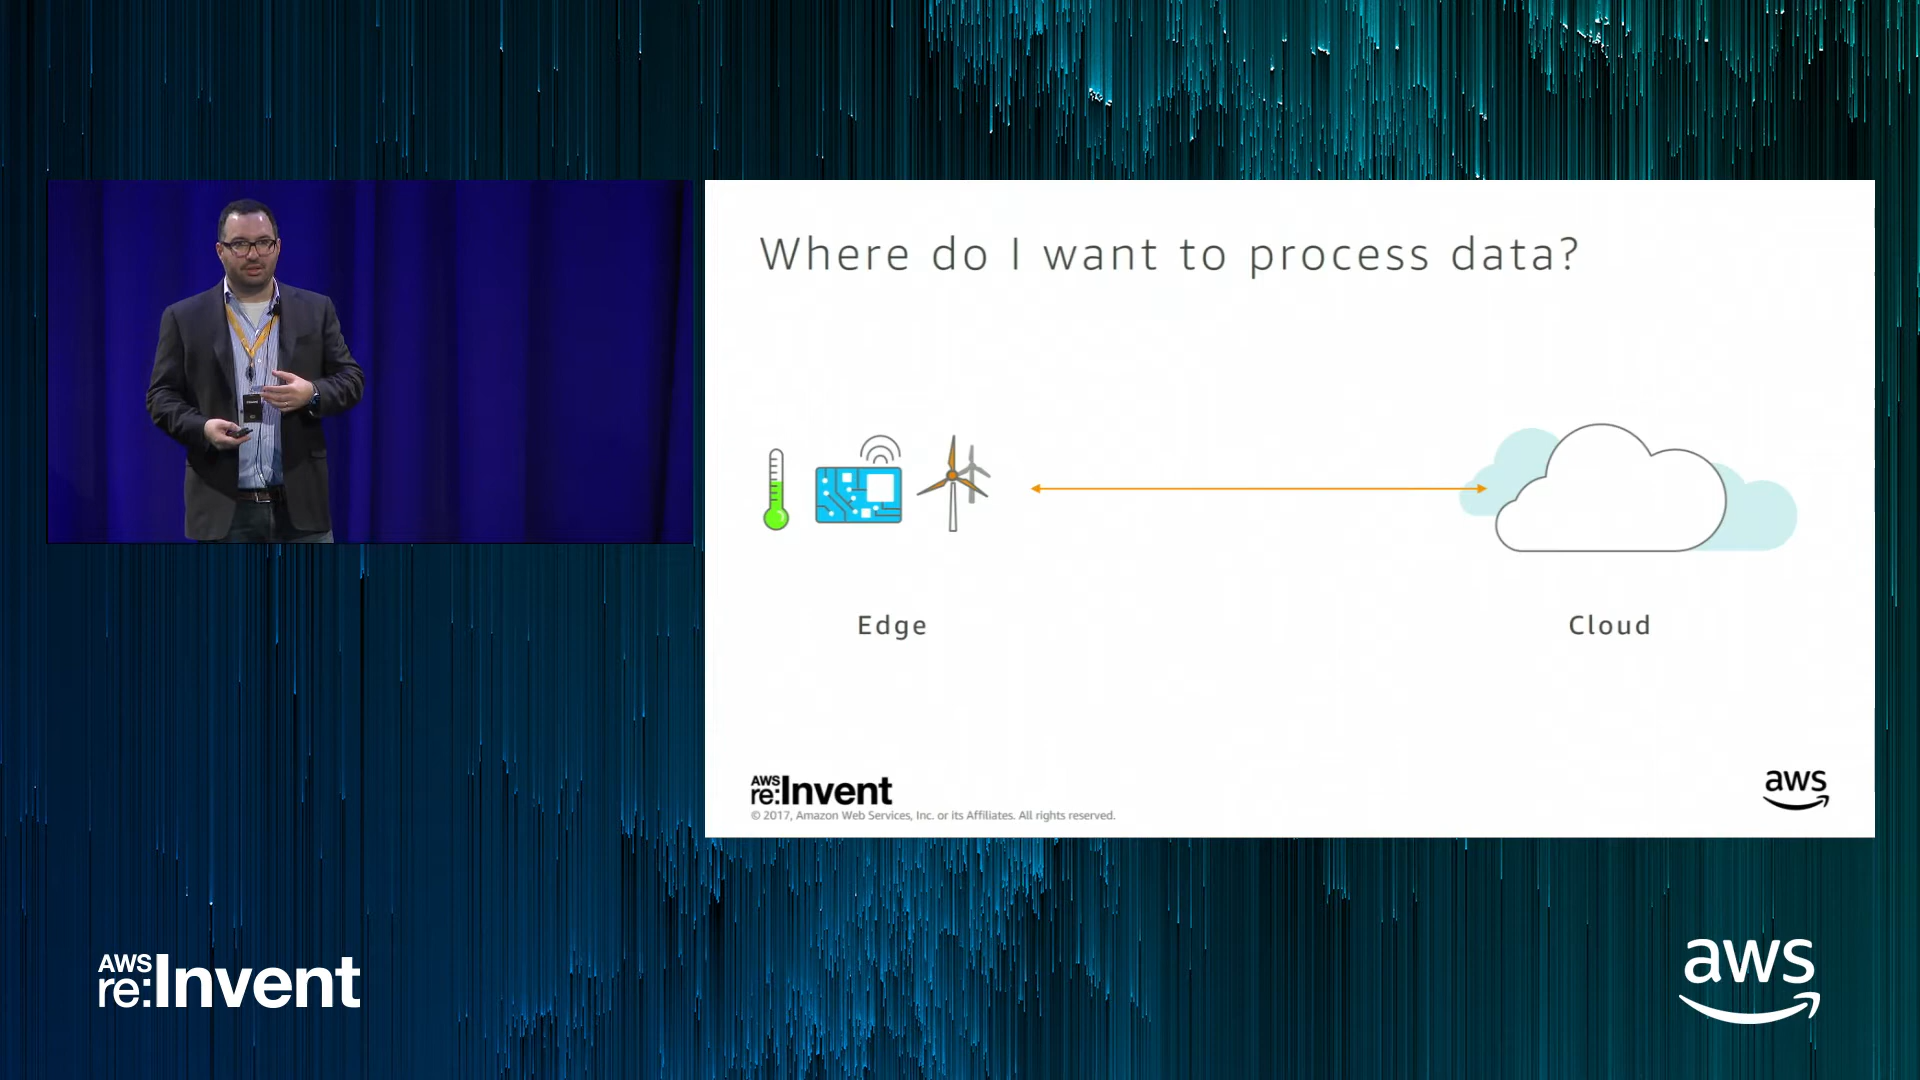 Where do I want to process data?
Edge
Cloud
AWS
re:Invent
© 2017, Amazon Web Services, Inc. or its Affiliates. All rights reserved.
aws
AWS
re:Invent
aws